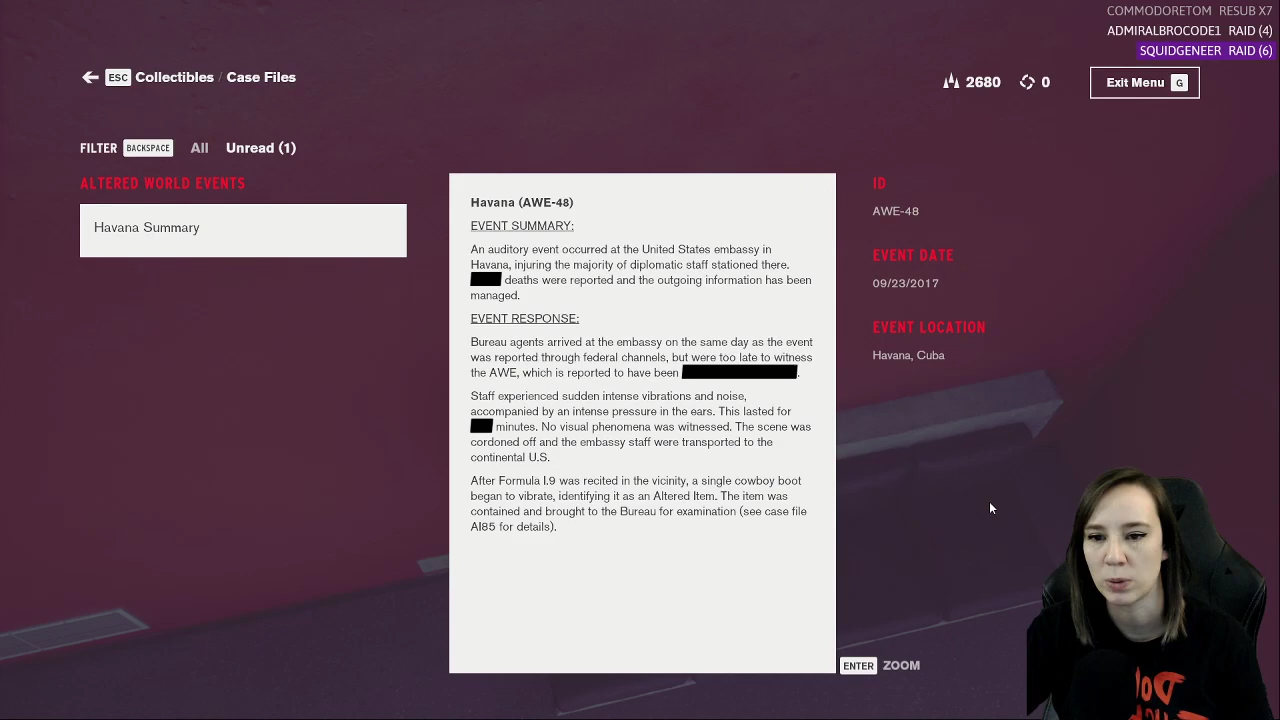 COMMODORETOM RESUB X7
ADMIRALBROCODE1 RAID (4)
SQUIDGENEER RAID (6)
ESC Collectibles / Case Files
2680 0 Exit Menu G
FILTER BACKSPACE All Unread (1)
ALTERED WORLD EVENTS
Havana Summary
Havana (AWE-48)
EVENT SUMMARY:
An auditory event occurred at the United States embassy in
Havana, injuring the majority of diplomatic staff stationed there.
deaths were reported and the outgoing information has been
managed.
EVENT RESPONSE:
Bureau agents arrived at the embassy on the same day as the event
was reported through federal channels, but were too late to witness
the AWE, which is reported to have been .
Staff experienced sudden intense vibrations and noise,
accompanied by an intense pressure in the ears. This lasted for
minutes. No visual phenomena was witnessed. The scene was
cordoned off and the embassy staff were transported to the
continental U.S.
After Formula I.9 was recited in the vicinity, a single cowboy boot
began to vibrate, identifying it as an Altered Item. The item was
contained and brought to the Bureau for examination (see case file
AI85 for details).
ID
AWE-48
EVENT DATE
09/23/2017
EVENT LOCATION
Havana, Cuba
ENTER ZOOM